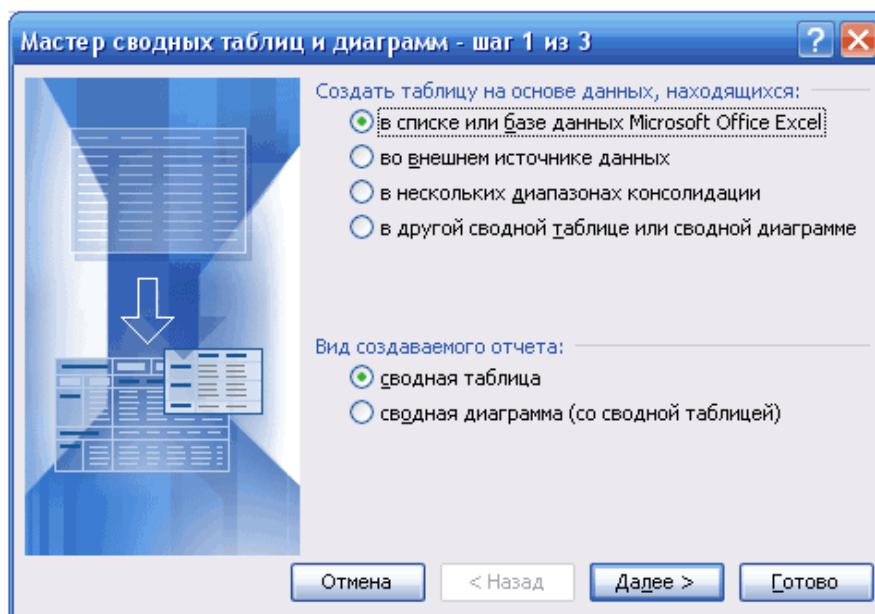 Мастер сводных таблиц и диаграмм - шаг 1 из 3
Создать таблицу на основе данных, находящихся:
в списке или базе данных Microsoft Office Excel
во внешнем источнике данных
в нескольких диапазонах консолидации
в другой сводной таблице или сводной диаграмме
Вид создаваемого отчета:
сводная таблица
сводная диаграмма (со сводной таблицей)
Отмена < Назад Далее > Готово